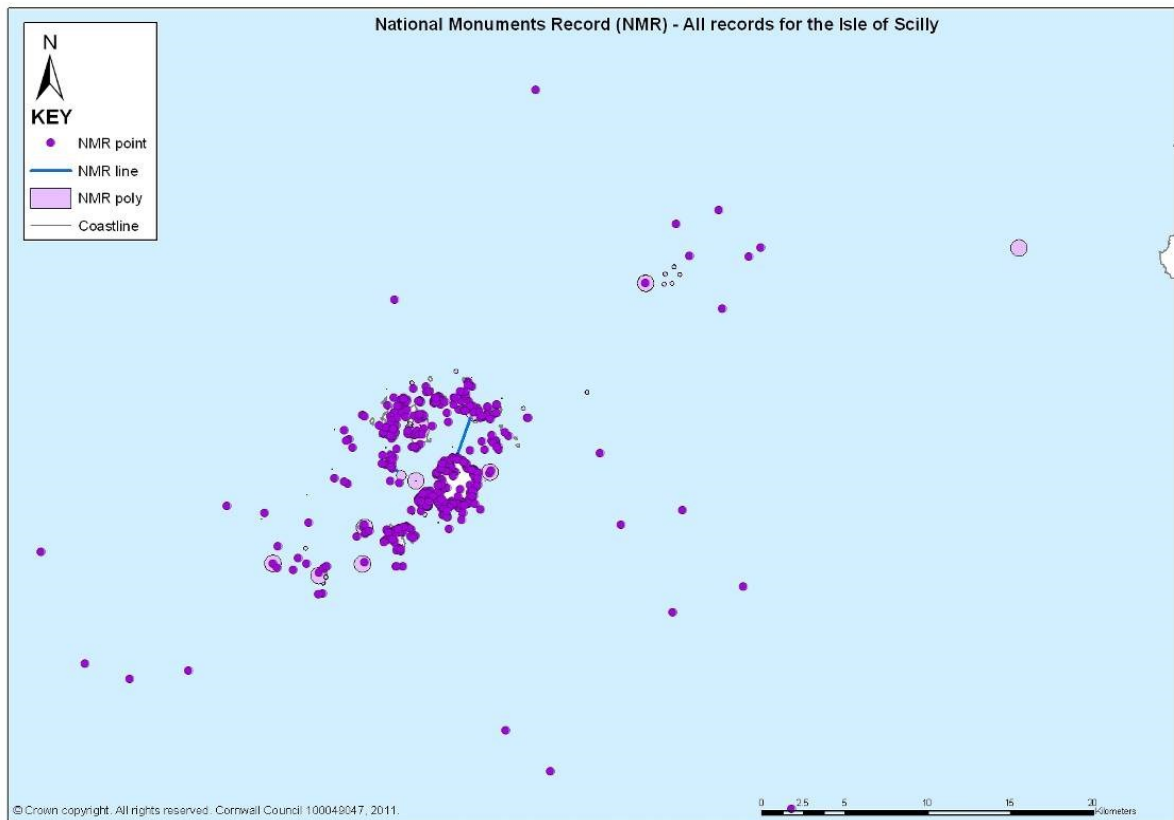 National Monuments Record (NMR) - All records for the Isle of Scilly
N
KEY
NMR point
NMR line
NMR poly
Coastline
© Crown copyright. All rights reserved. Cornwall Council 100049047, 2011.
0 2.5 5 10 15 20
Kilometers